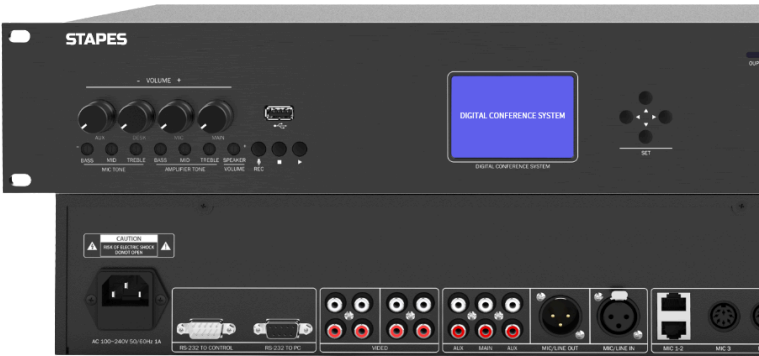 STAPES
- VOLUME +
AUX
DESK
MIC
MAIN
- +
BASS MID TREBLE BASS MID TREBLE SPEAKER
MIC TONE
AMPLIFIER TONE
VOLUME
REC
DIGITAL CONFERENCE SYSTEM
DIGITAL CONFERENCE SYSTEM
SET
CAUTION
RISK OF ELECTRIC SHOCK
DO NOT OPEN
AC 100~240V 50/60Hz 1A
RS-232 TO CONTROL
RS-232 TO PC
VIDEO
AUX MAIN AUX
MIC/LINE OUT
MIC/LINE IN
MIC 1-2
MIC 3